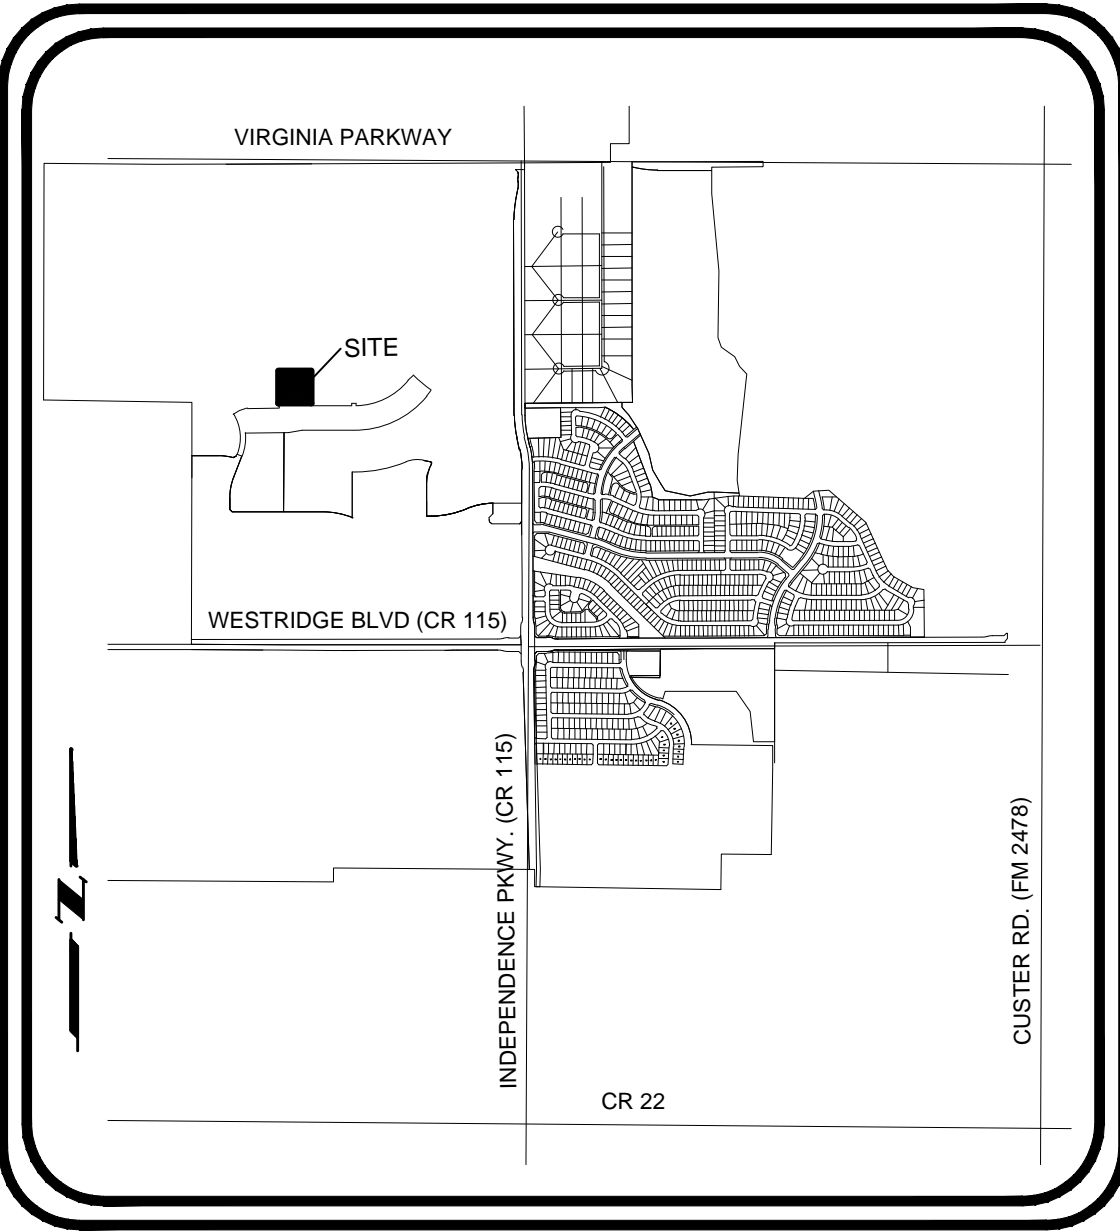 VIRGINIA PARKWAY
SITE
WESTRIDGE BLVD (CR 115)
INDEPENDENCE PKWY. (CR 115)
CUSTER RD. (FM 2478)
Z
CR 22